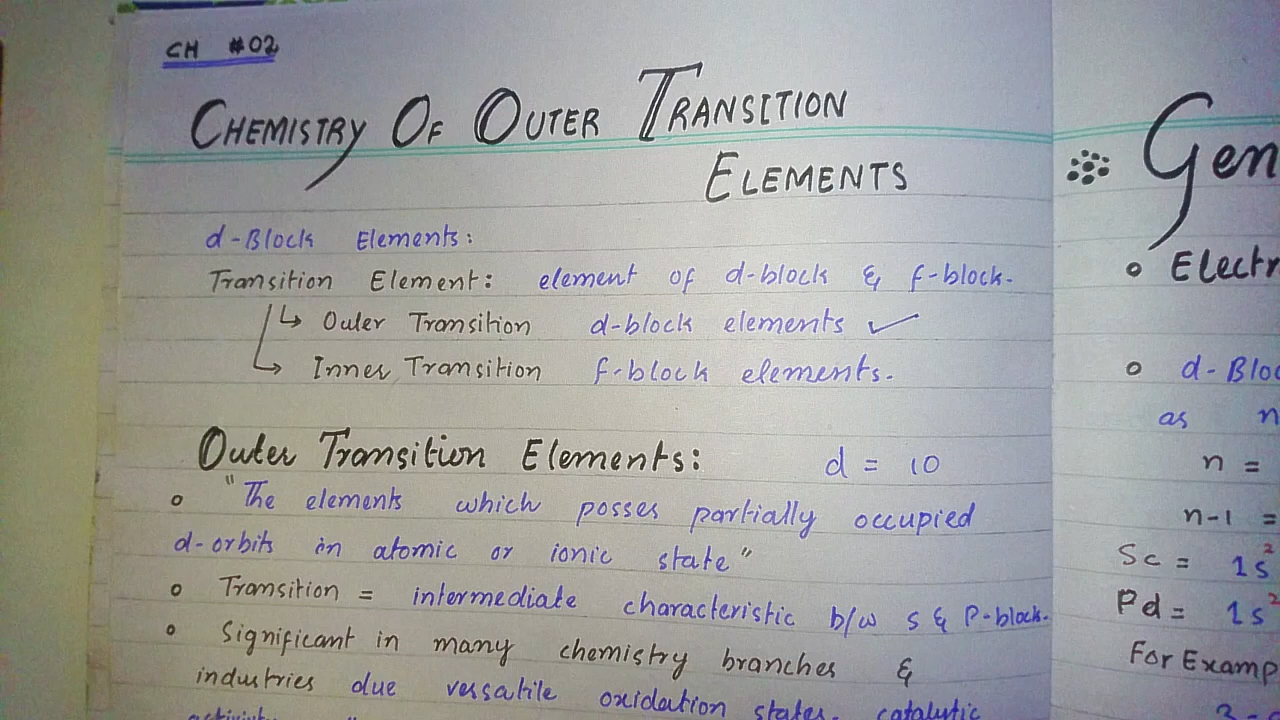 CH #02
CHEMISTRY OF OUTER TRANSITION
ELEMENTS
d-Block Elements:
Transition Element: element of d-block & f-block.
↳ Outer Transition d-block elements ✓
↳ Inner Transition f-block elements.
Outer Transition Elements: d = 10
o "The elements which posses partially occupied
d-orbits in atomic or ionic state"
o Transition = intermediate characteristic b/w s & p-block.
o Significant in many chemistry branches &
industries due versatile oxidation states, catalytic
Gen
o Electr
o d-Bloc
as n
n =
n-1 =
Sc = 1s²
Pd = 1s²
For Examp